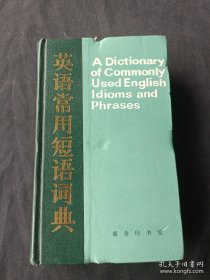 英语常用短语词典
A Dictionary
of Commonly
Used English
Idioms and
Phrases
商务印书馆